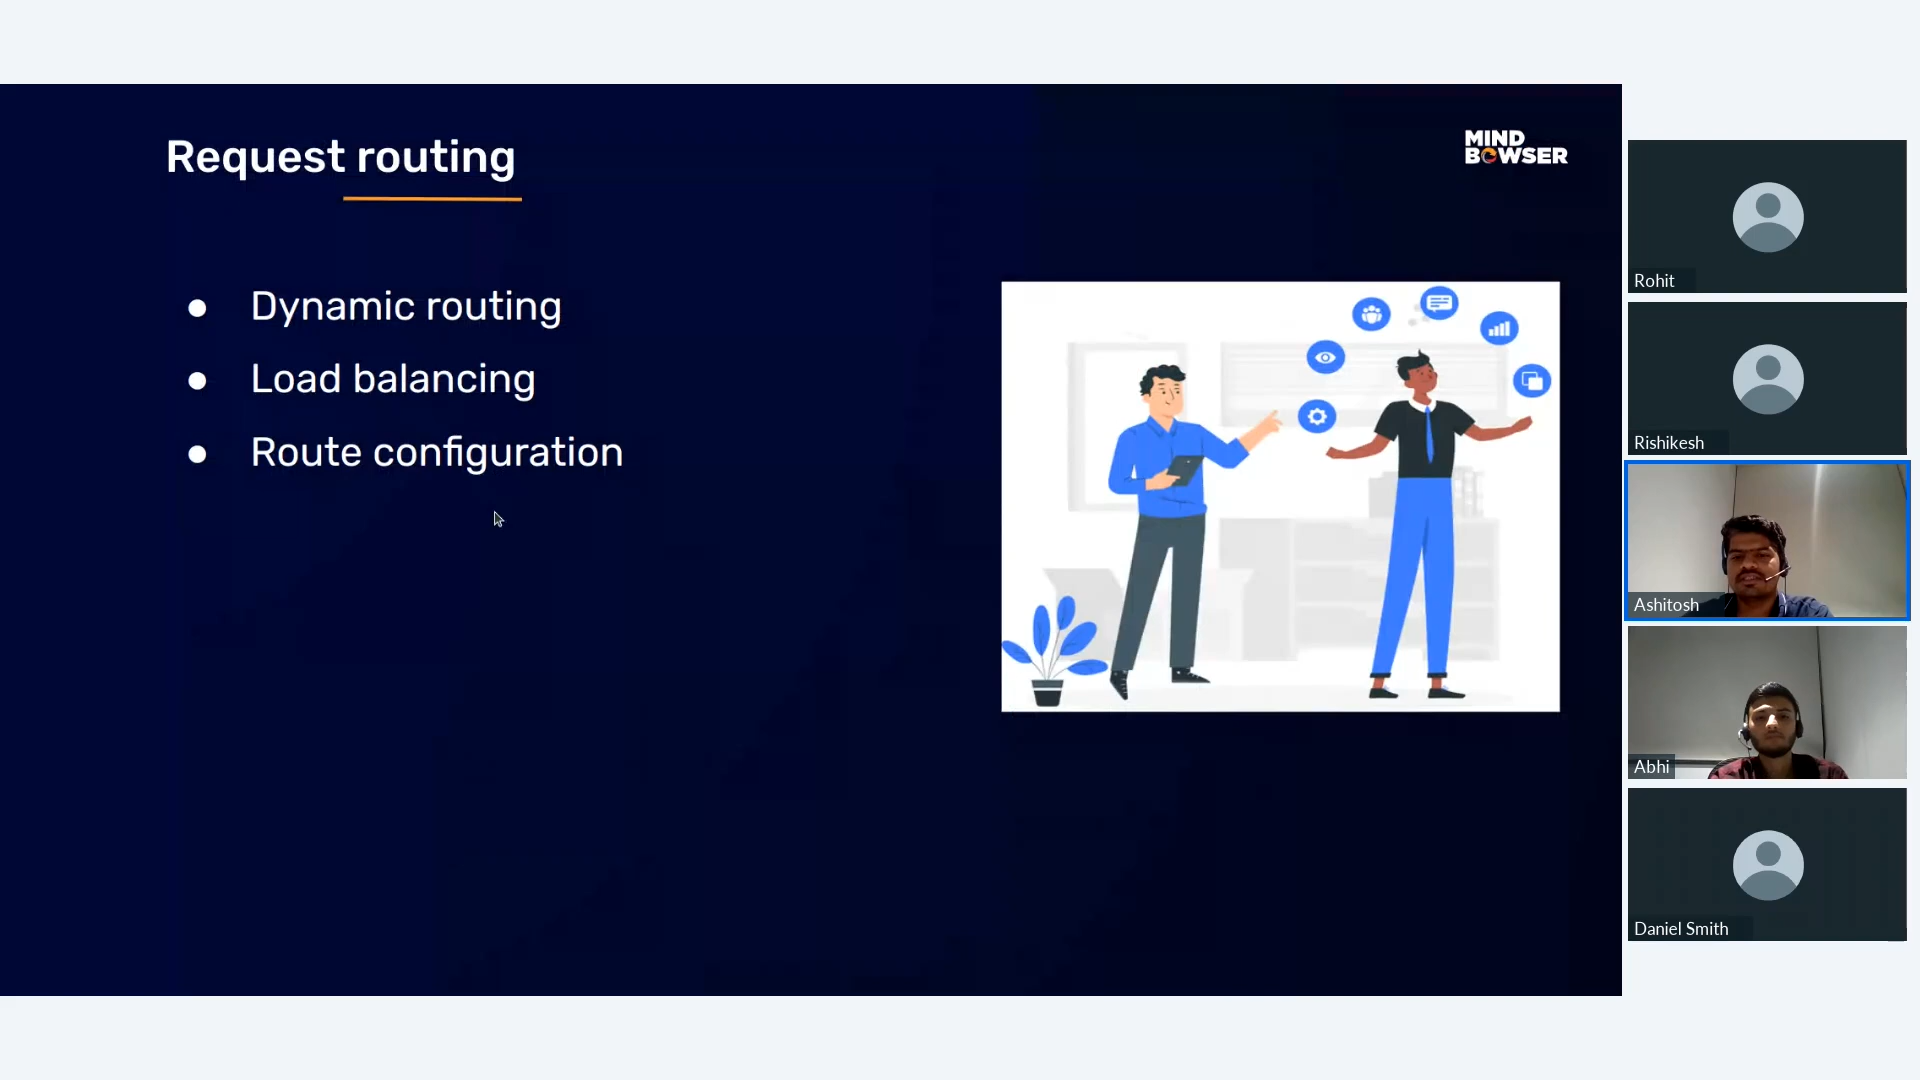 Request routing
MIND
BOWSER
Dynamic routing
Load balancing
Route configuration
Rohit
Rishikesh
Ashitosh
Abhi
Daniel Smith